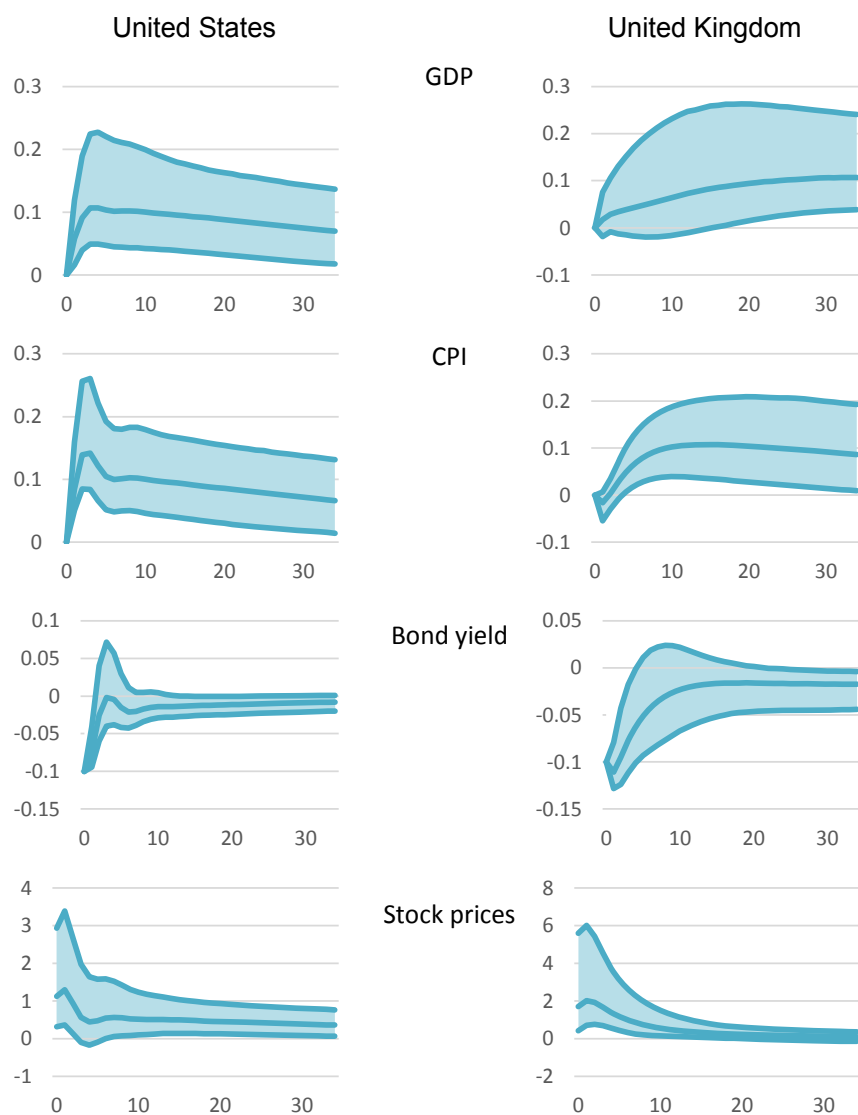 United States United Kingdom
GDP
0.3 0.3
0.2 0.2
0.1 0.1
0 0
-0.1
0 10 20 30 0 10 20 30
CPI
0.3 0.3
0.2 0.2
0.1 0.1
0 0
-0.1
0 10 20 30 0 10 20 30
Bond yield
0.1 0.05
0.05 0
0 -0.05
-0.05 -0.1
-0.1 -0.15
-0.15
0 10 20 30 0 10 20 30
Stock prices
4 8
3 6
2 4
1 2
0 0
-1 -2
0 10 20 30 0 10 20 30